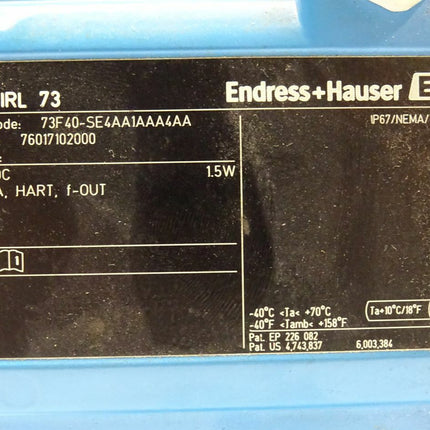 IRL 73
Endress+Hauser E
ode: 73F40-SE4AA1AAA4AA
IP67/NEMA/
76017102000
:
DC 1.5W
A, HART, f-OUT
i
-40°C <Ta< +70°C
-40°F <Tamb< +158°F
Ta+10°C/18°F
Pat. EP 226 082
Pat. US 4,743,837 6,003,384